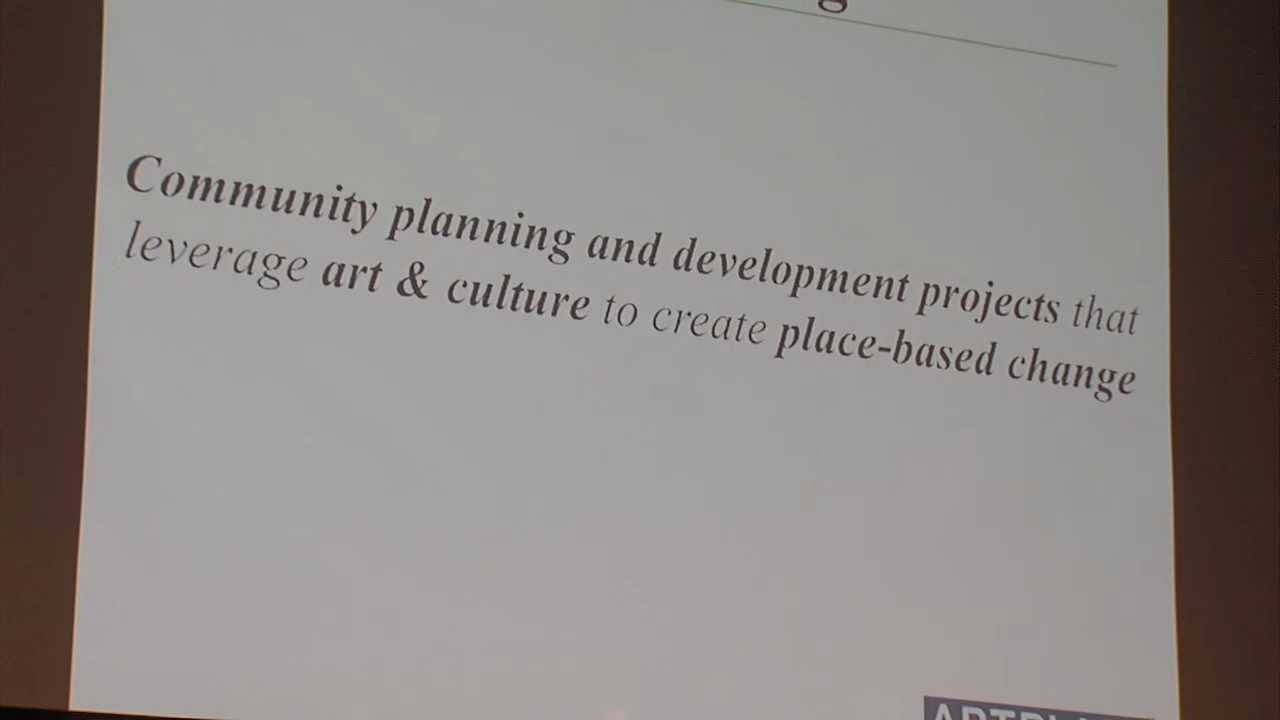 Community planning and development projects that
leverage art & culture to create place-based change